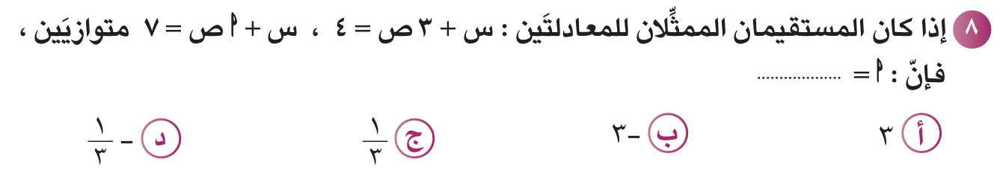 ٨ إذا كان المستقيمان الممثِّلان للمعادلتَين : س + ٣ ص = ٤ ، س + أ ص = ٧ متوازيَين ،
فإنّ : أ = ...................
أ ٣ ب -٣ ج ١/٣ د - ١/٣